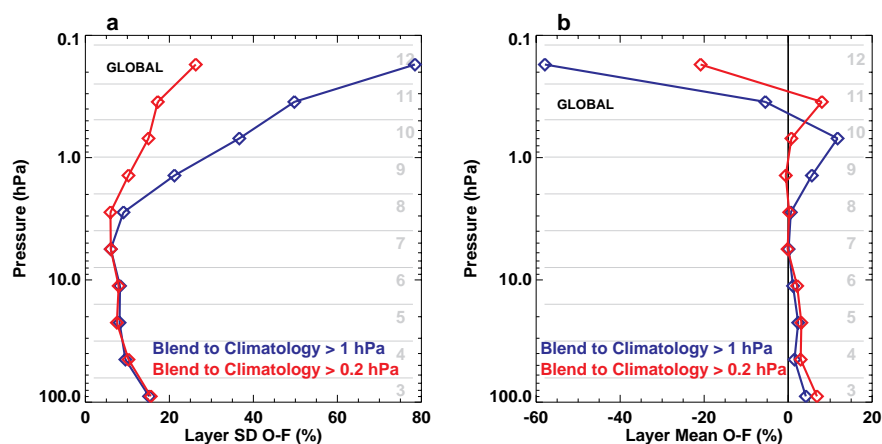 a
0.1
1.0
10.0
100.0
Pressure (hPa)
GLOBAL
12
11
10
9
8
7
6
5
4
3
Blend to Climatology > 1 hPa
Blend to Climatology > 0.2 hPa
0 20 40 60 80
Layer SD O-F (%)
b
0.1
1.0
10.0
100.0
Pressure (hPa)
GLOBAL
12
11
10
9
8
7
6
5
4
3
Blend to Climatology > 1 hPa
Blend to Climatology > 0.2 hPa
-60 -40 -20 0 20
Layer Mean O-F (%)